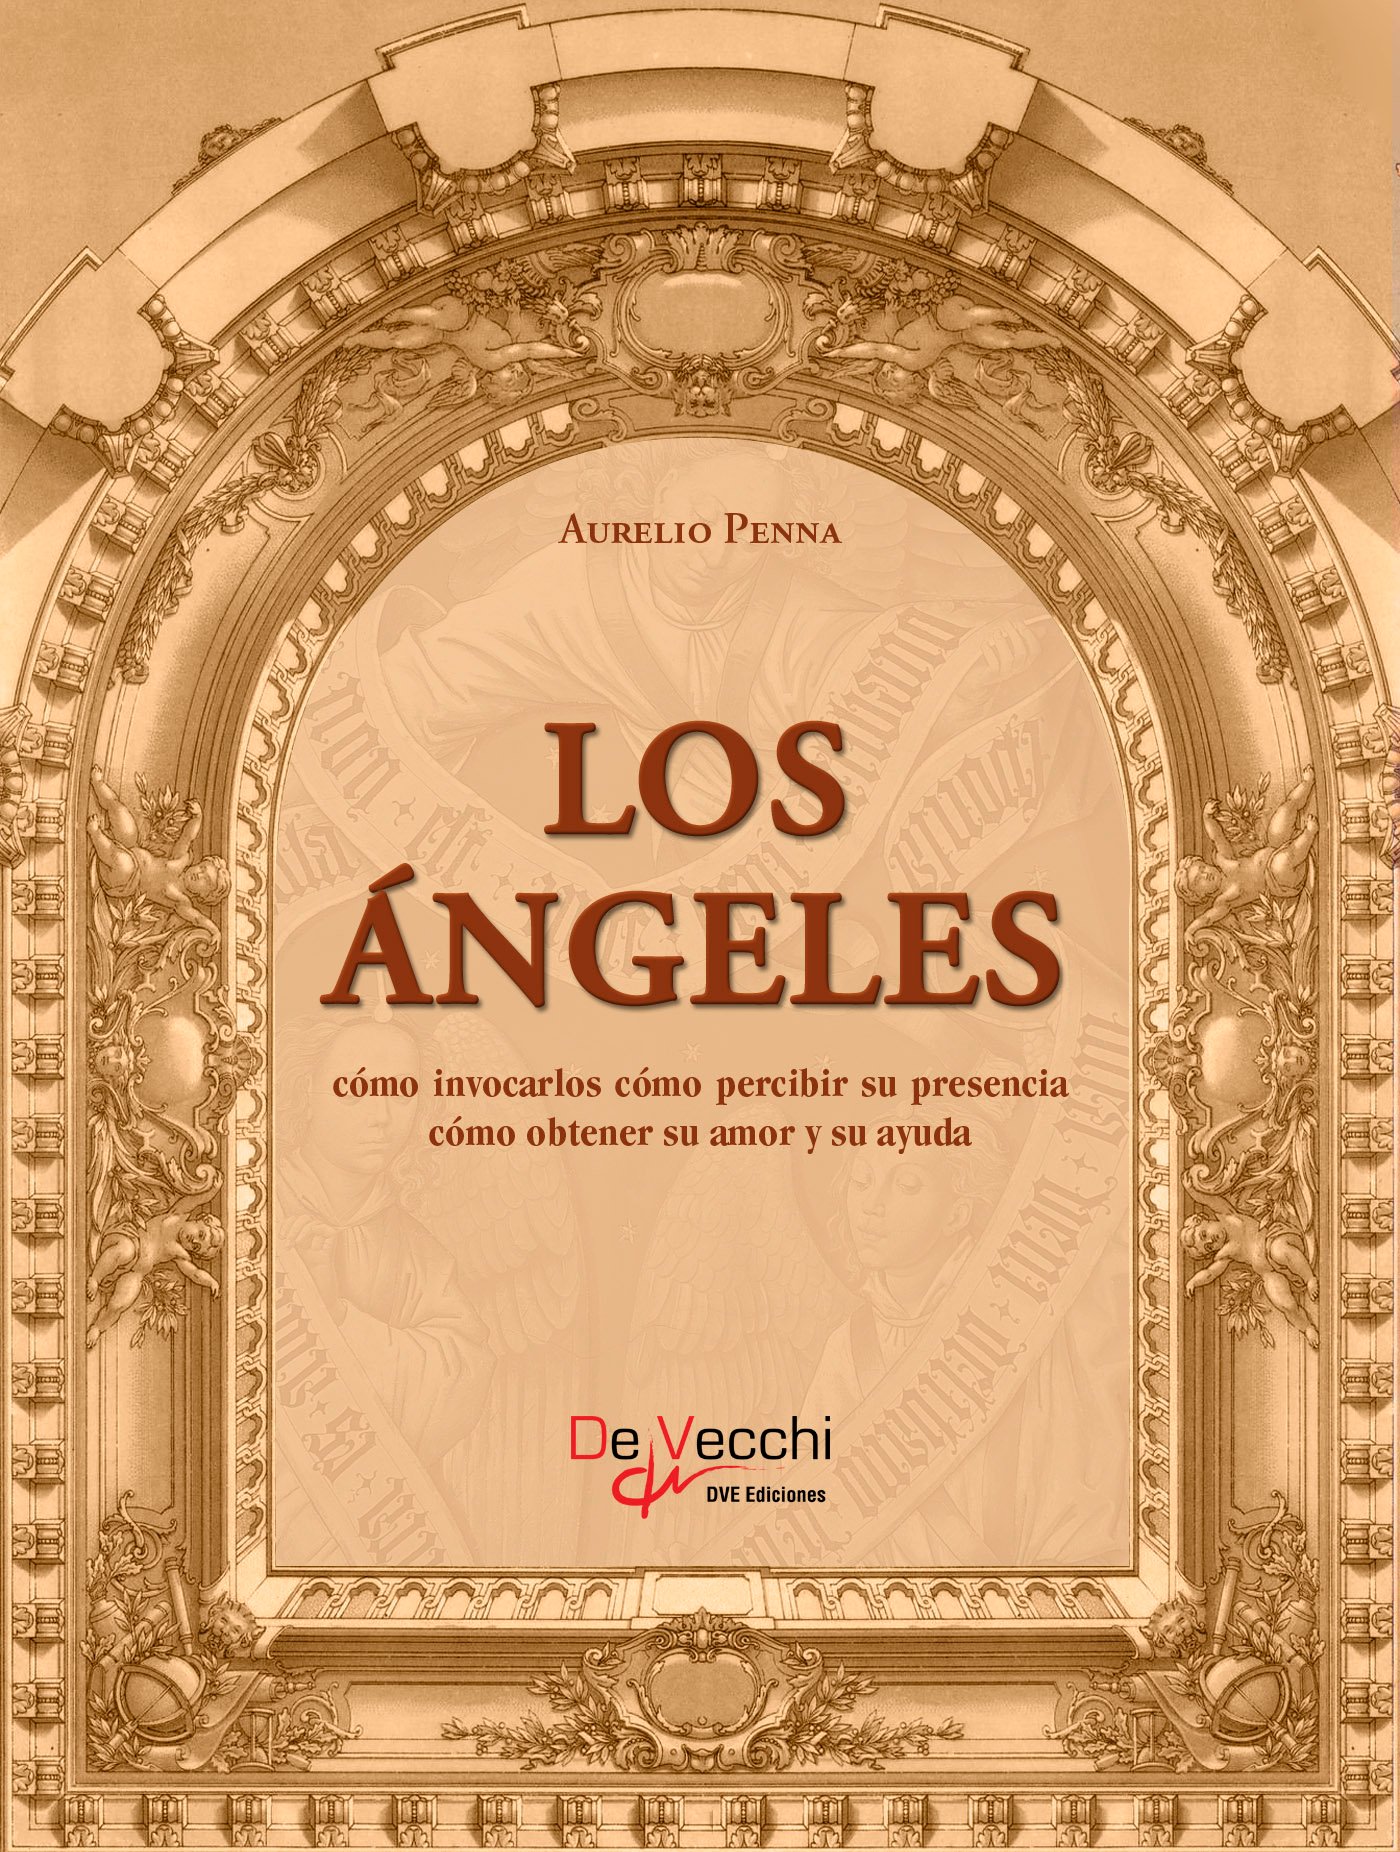 AURELIO PENNA
LOS
ÁNGELES
cómo invocarlos cómo percibir su presencia
cómo obtener su amor y su ayuda
De Vecchi
DVE Ediciones